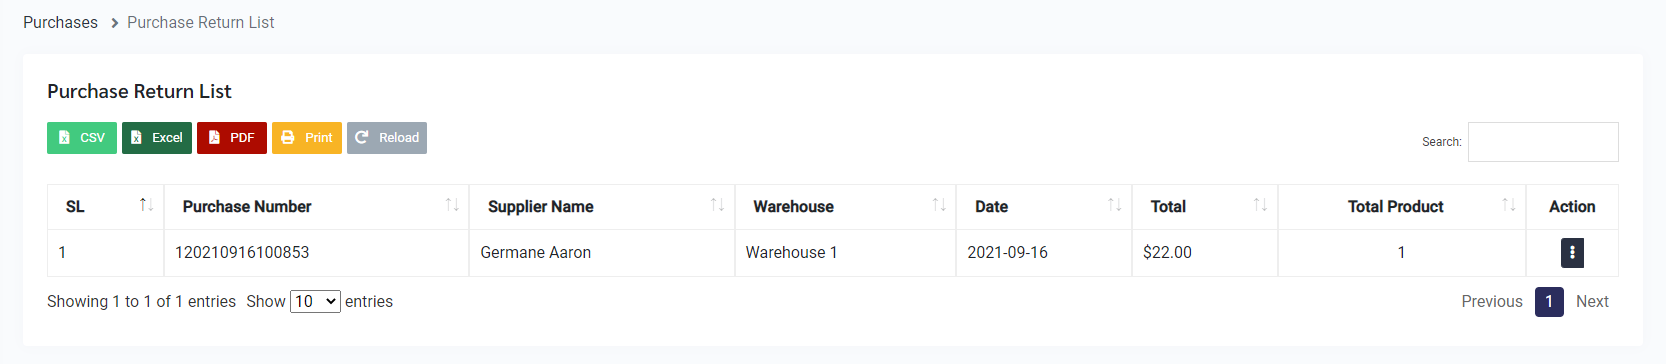 Purchases > Purchase Return List
Purchase Return List
CSV Excel PDF Print Reload
Search:
SL Purchase Number Supplier Name Warehouse Date Total Total Product Action
1 120210916100853 Germane Aaron Warehouse 1 2021-09-16 $22.00 1
Showing 1 to 1 of 1 entries Show 10 entries
Previous 1 Next